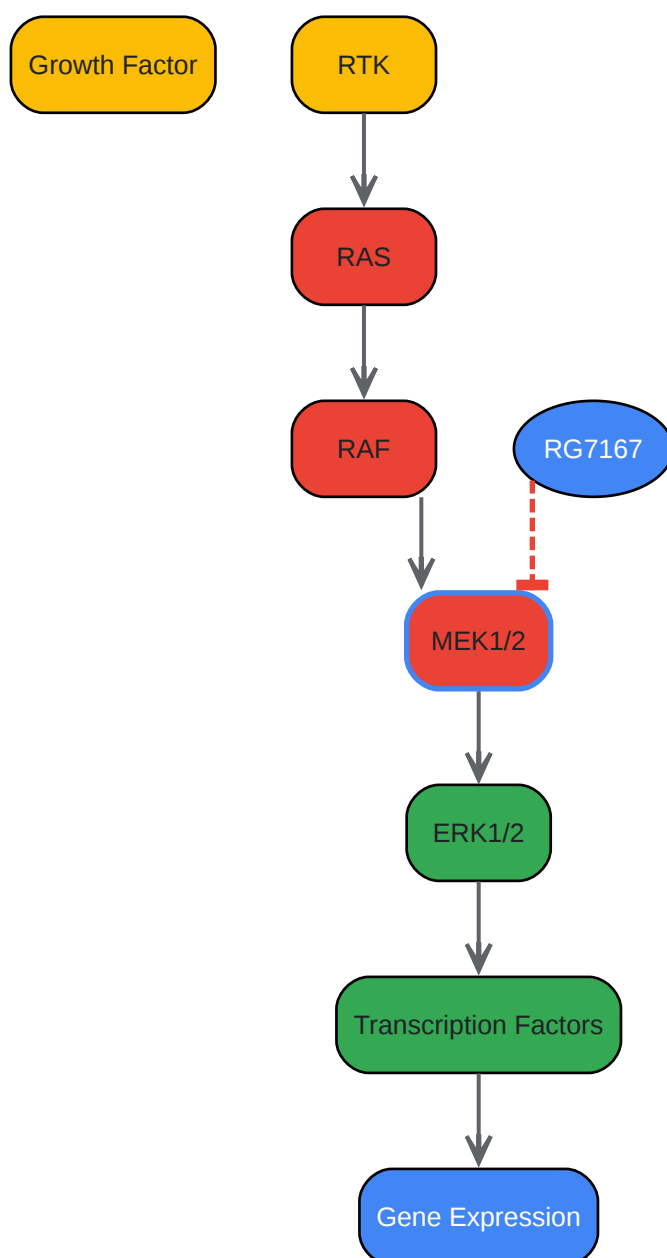 Growth Factor
RTK
RAS
RAF
RG7167
MEK1/2
ERK1/2
Transcription Factors
Gene Expression